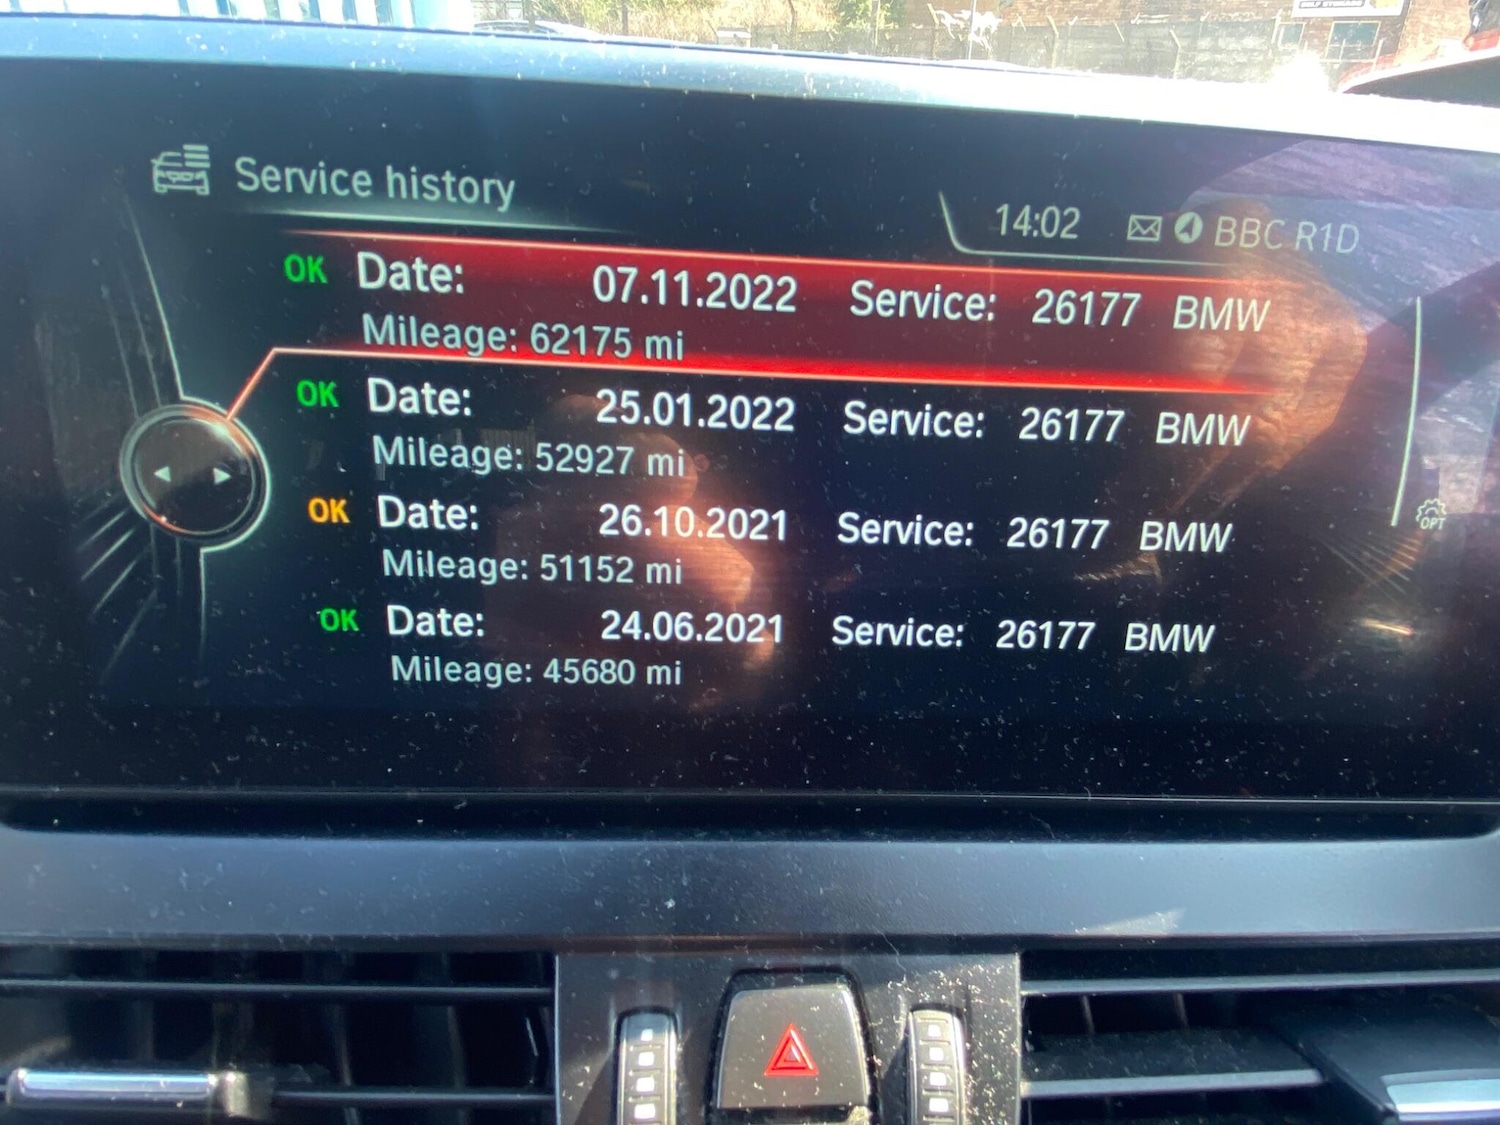 Service history
14:02 BBC R1D
OK Date: 07.11.2022 Service: 26177 BMW
Mileage: 62175 mi
OK Date: 25.01.2022 Service: 26177 BMW
Mileage: 52927 mi
OK Date: 26.10.2021 Service: 26177 BMW
Mileage: 51152 mi
OPT
OK Date: 24.06.2021 Service: 26177 BMW
Mileage: 45680 mi